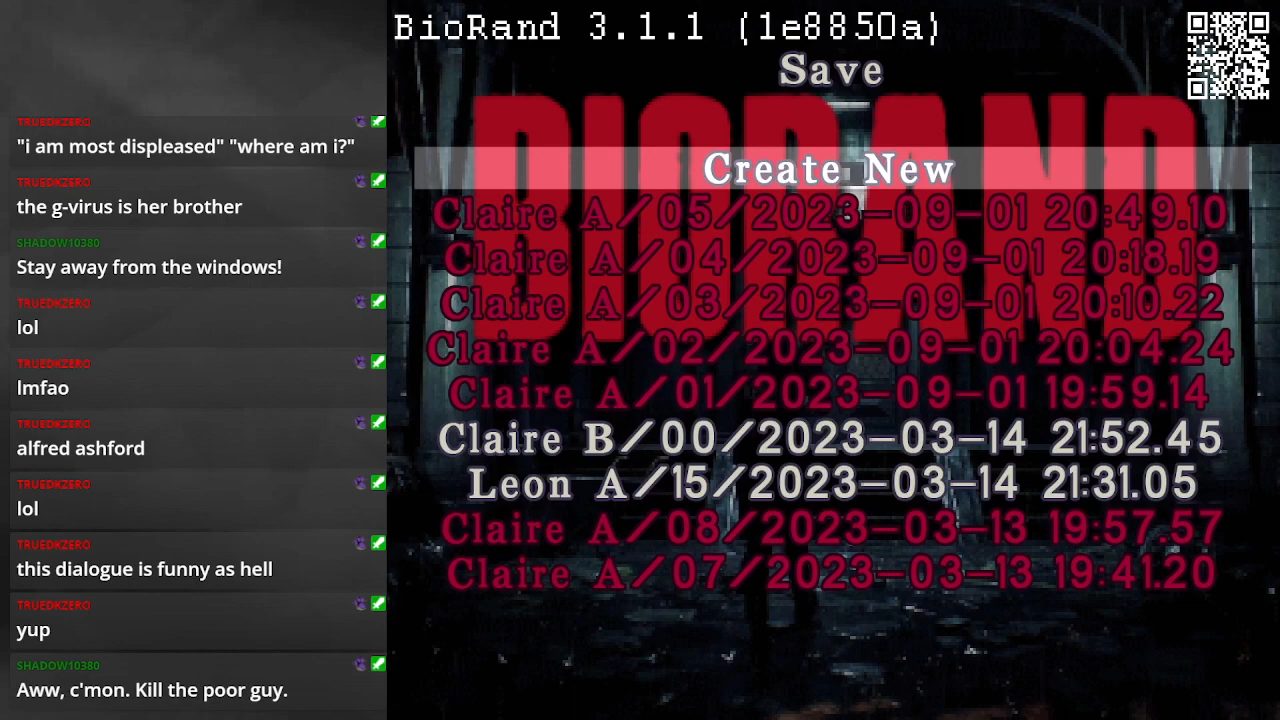 TRUEDKZERO
"i am most displeased" "where am i?"
TRUEDKZERO
the g-virus is her brother
SHADOW10380
Stay away from the windows!
TRUEDKZERO
lol
TRUEDKZERO
lmfao
TRUEDKZERO
alfred ashford
TRUEDKZERO
lol
TRUEDKZERO
this dialogue is funny as hell
TRUEDKZERO
yup
SHADOW10380
Aww, c'mon. Kill the poor guy.
BioRand 3.1.1 (1e8850a)
Save
BIORAND
Create New
Claire A/05/2023-09-01 20:49.10
Claire A/04/2023-09-01 20:18.19
Claire A/03/2023-09-01 20:10.22
Claire A/02/2023-09-01 20:04.24
Claire A/01/2023-09-01 19:59.14
Claire B/00/2023-03-14 21:52.45
Leon A/15/2023-03-14 21:31.05
Claire A/08/2023-03-13 19:57.57
Claire A/07/2023-03-13 19:41.20